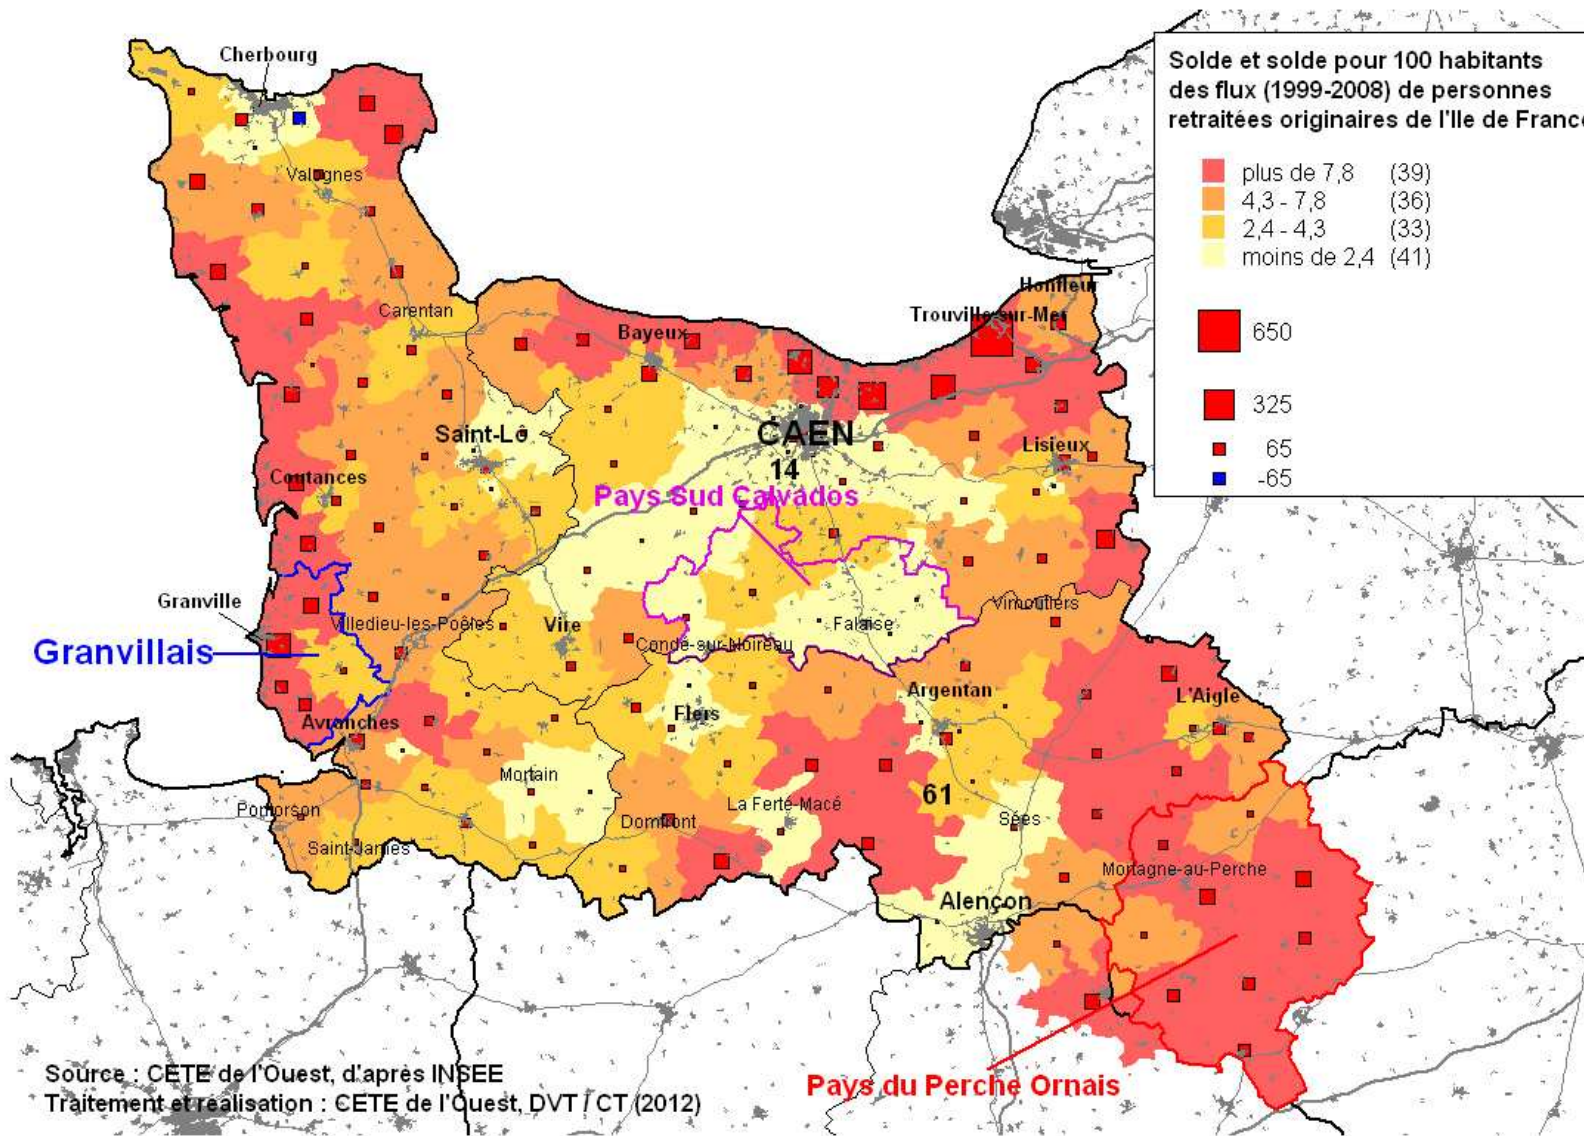 Cherbourg
Valognes
Carentan
Bayeux
Trouville-sur-Mer
Honfleur
Saint-Lô
CAEN
14
Lisieux
Coutances
Pays Sud Calvados
Granville
Granvillais
Villedieu-les-Poêles
Vire
Condé-sur-Noireau
Falaise
Vimoutiers
Avranches
Flers
Argentan
L'Aigle
Mortain
Pontorson
Saint-James
Domfront
La Ferté-Macé
61
Sées
Mortagne-au-Perche
Alençon
Pays du Perche Ornais
Solde et solde pour 100 habitants
des flux (1999-2008) de personnes
retraitées originaires de l'Ile de France
plus de 7,8 (39)
4,3 - 7,8 (36)
2,4 - 4,3 (33)
moins de 2,4 (41)
650
325
65
-65
Source : CETE de l'Ouest, d'après INSEE
Traitement et réalisation : CETE de l'Ouest, DVT / CT (2012)